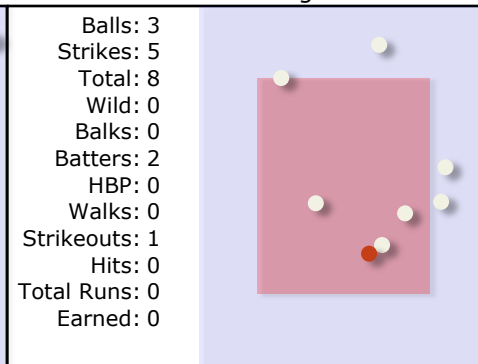 Balls: 3
Strikes: 5
Total: 8
Wild: 0
Balks: 0
Batters: 2
HBP: 0
Walks: 0
Strikeouts: 1
Hits: 0
Total Runs: 0
Earned: 0